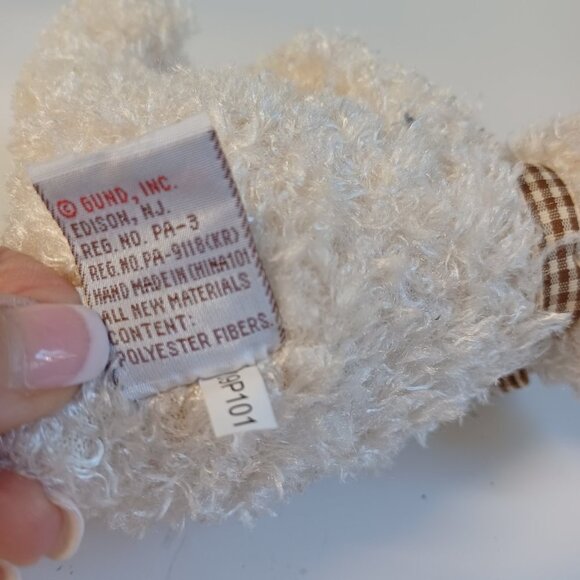 © GUND, INC.
EDISON, N.J.
REG. NO. PA-3
REG.NO.PA-9118(KR)
HAND MADE IN CHINA 101
ALL NEW MATERIALS
CONTENT:
POLYESTER FIBERS.
9P101